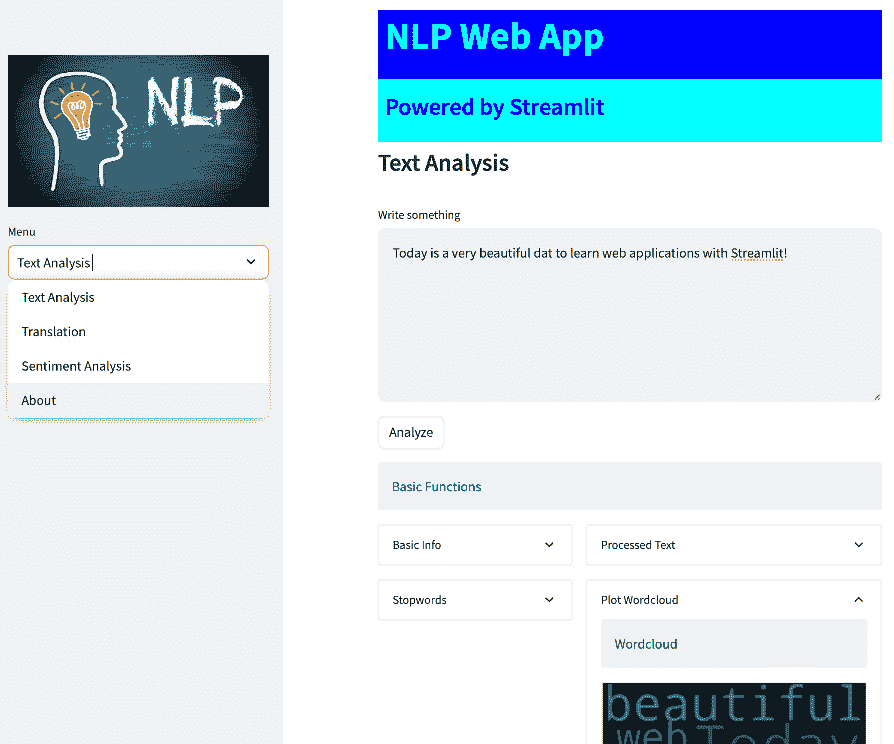 NLP
Menu
Text Analysis
Text Analysis
Translation
Sentiment Analysis
About
NLP Web App
Powered by Streamlit
Text Analysis
Write something
Today is a very beautiful dat to learn web applications with Streamlit!
Analyze
Basic Functions
Basic Info
Processed Text
Stopwords
Plot Wordcloud
Wordcloud
beautiful
web Today